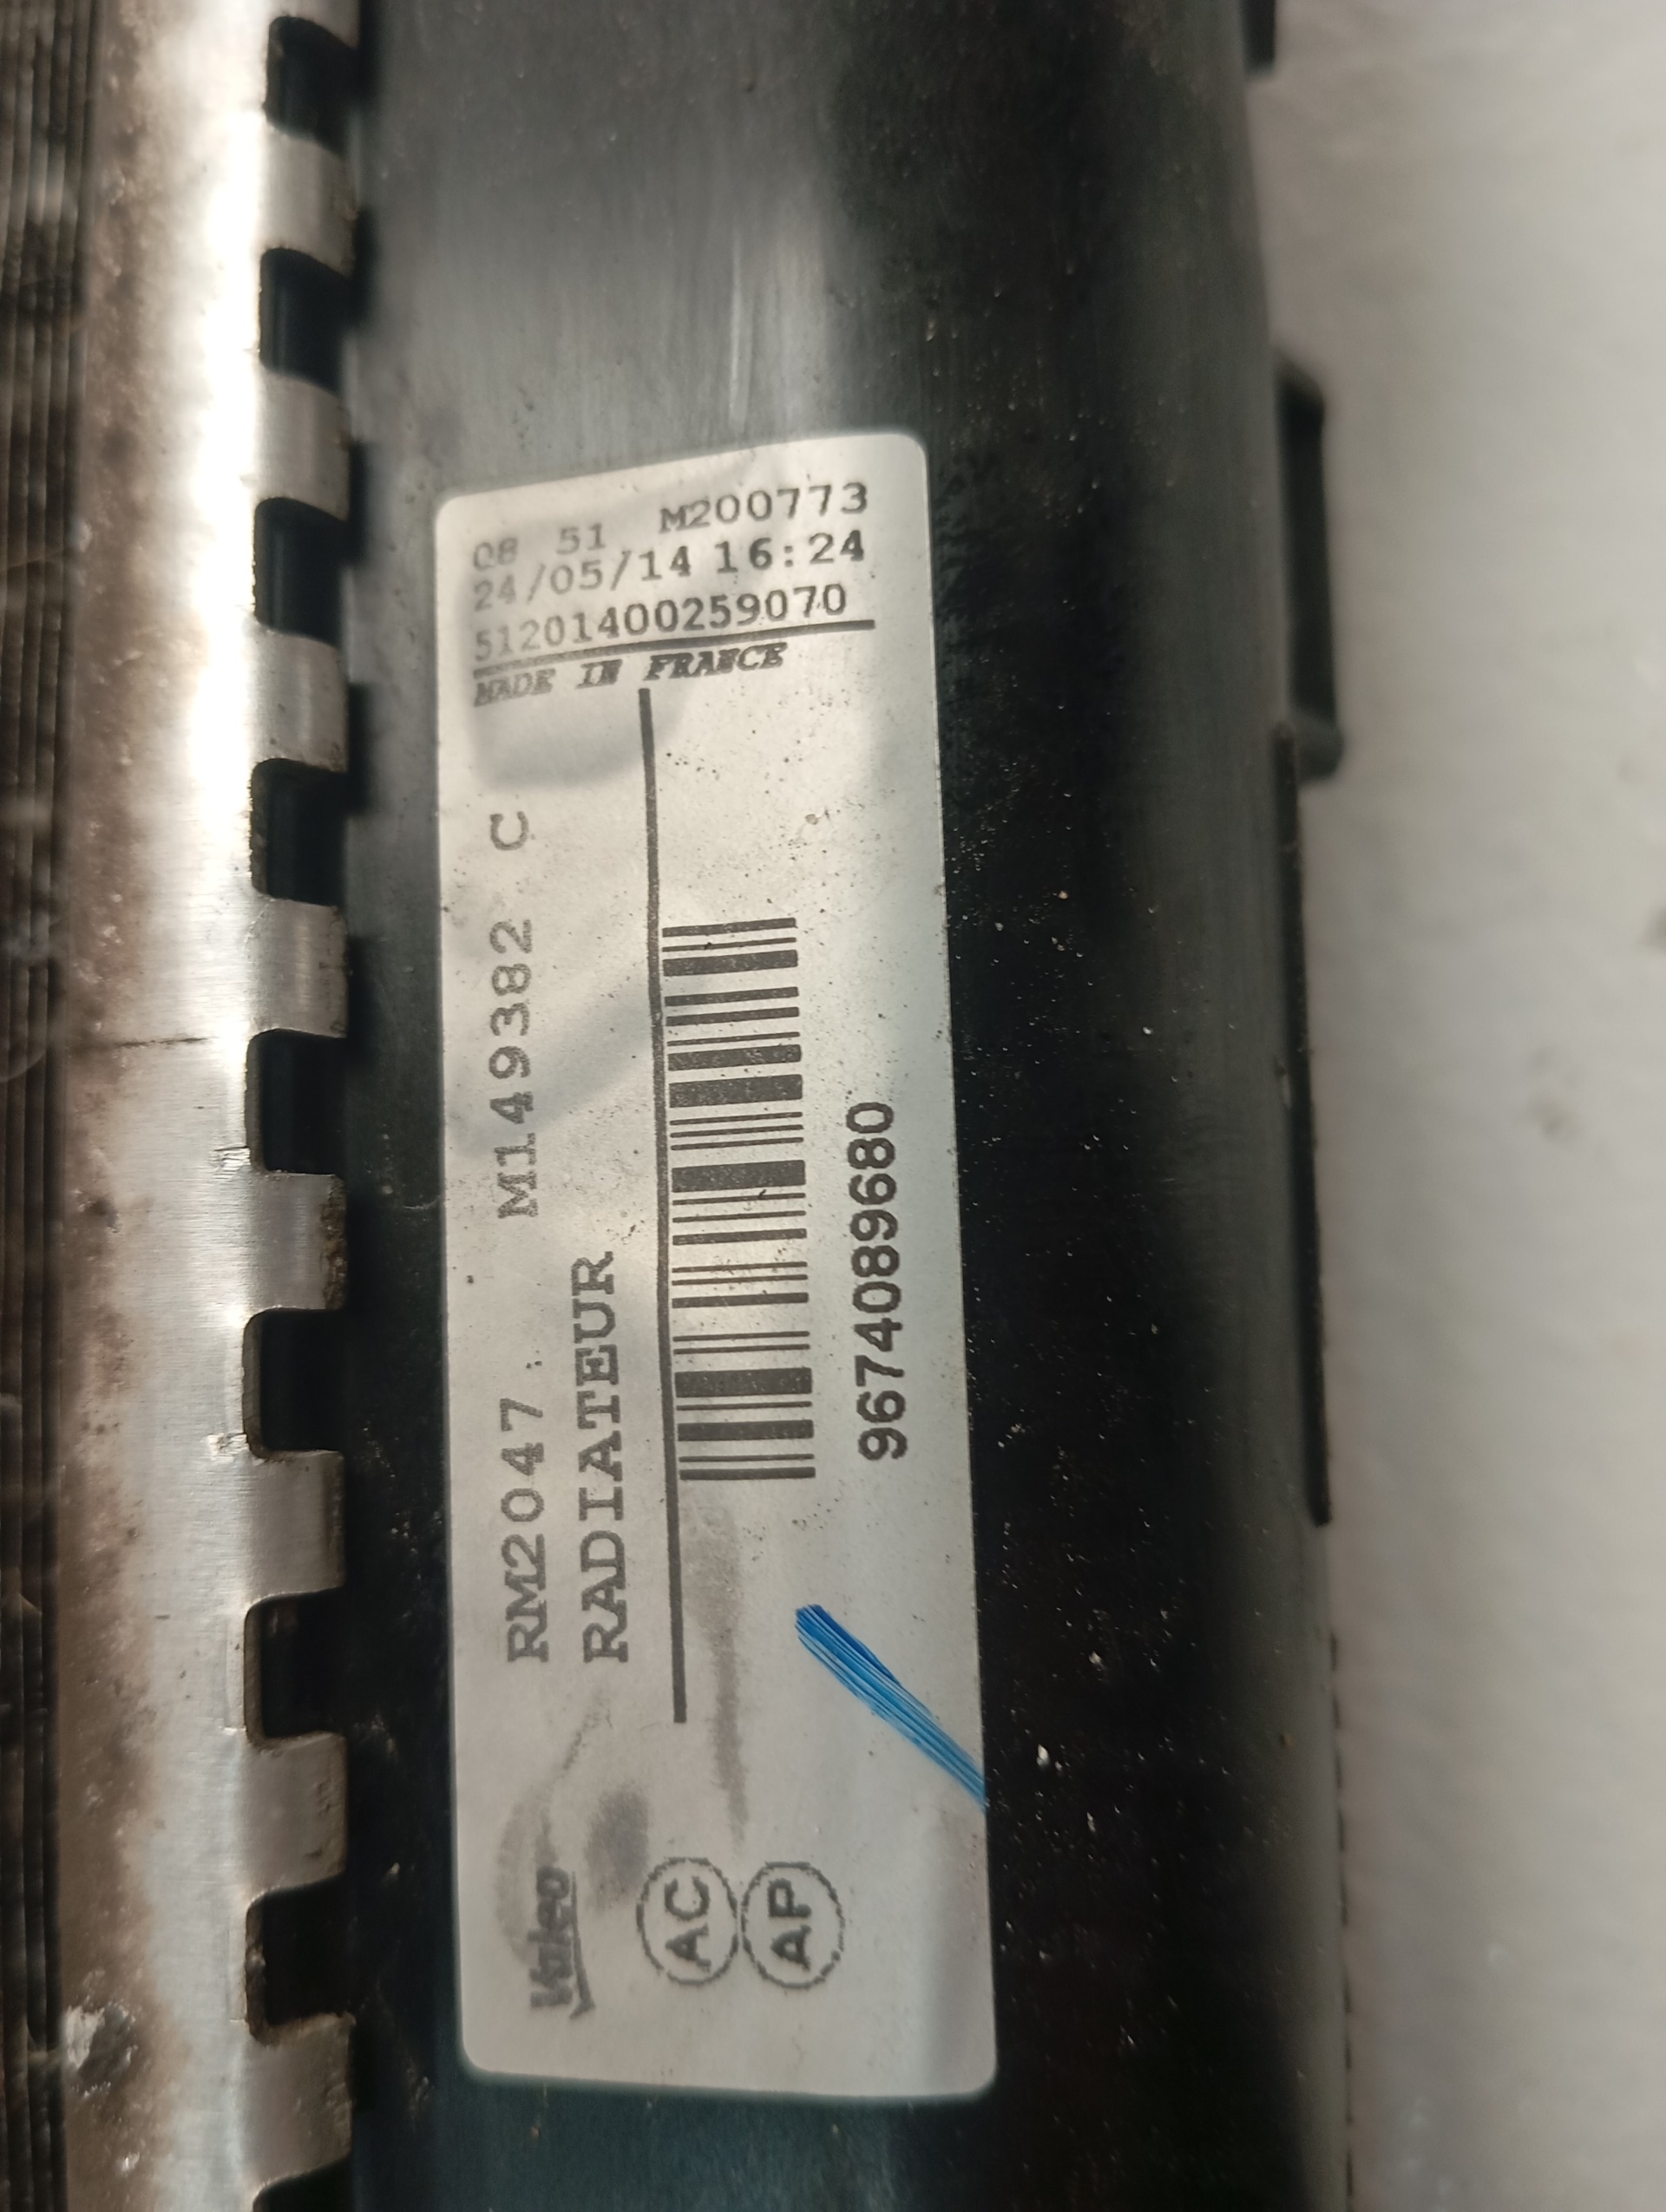 Valeo
AC
AP
RM2047 M149382 C
RADIATEUR
9674089680
08 51 M200773
24/05/14 16:24
51201400259070
MADE IN FRANCE